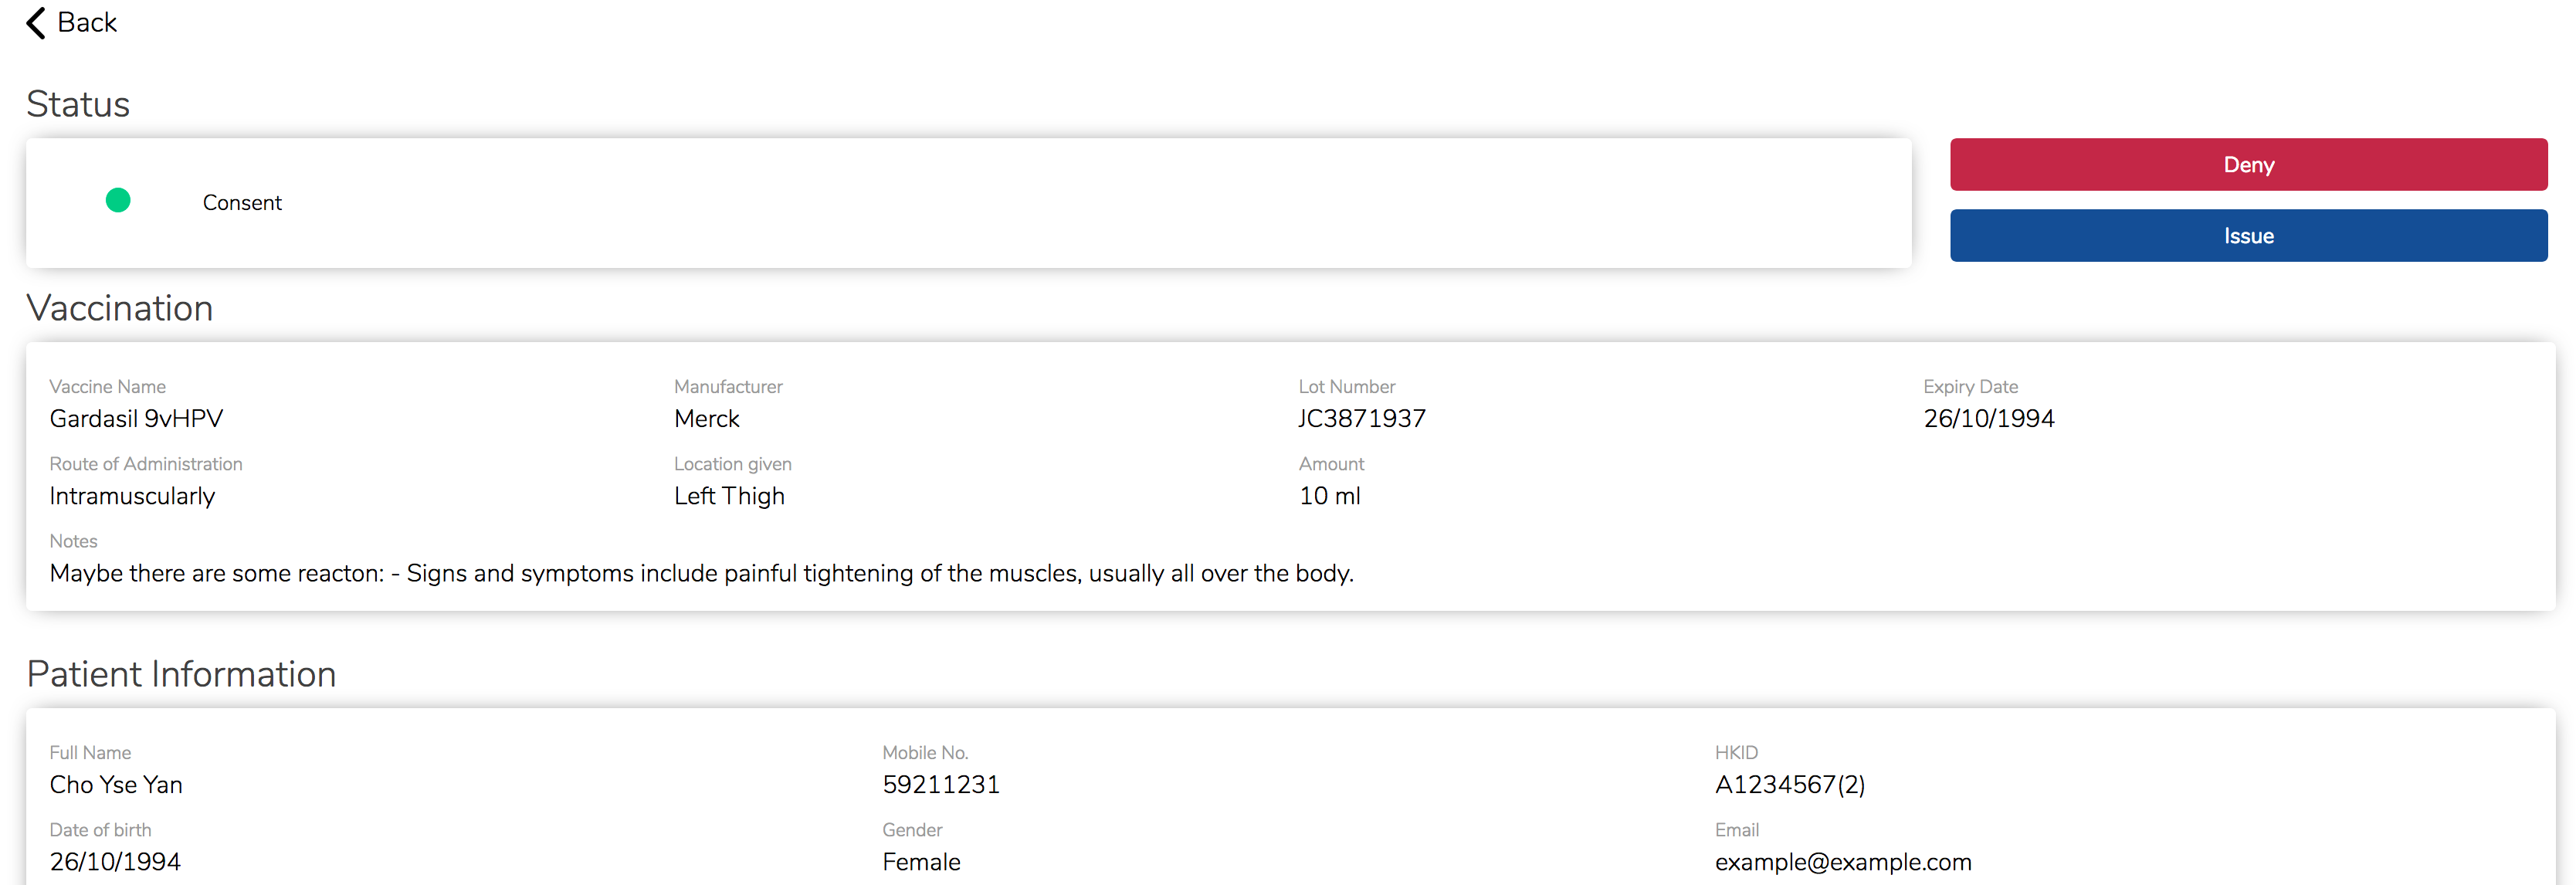 Back
Status
Consent
Deny
Issue
Vaccination
Vaccine Name Manufacturer Lot Number Expiry Date
Gardasil 9vHPV Merck JC3871937 26/10/1994
Route of Administration Location given Amount
Intramuscularly Left Thigh 10 ml
Notes
Maybe there are some reacton: - Signs and symptoms include painful tightening of the muscles, usually all over the body.
Patient Information
Full Name Mobile No. HKID
Cho Yse Yan 59211231 A1234567(2)
Date of birth Gender Email
26/10/1994 Female example@example.com